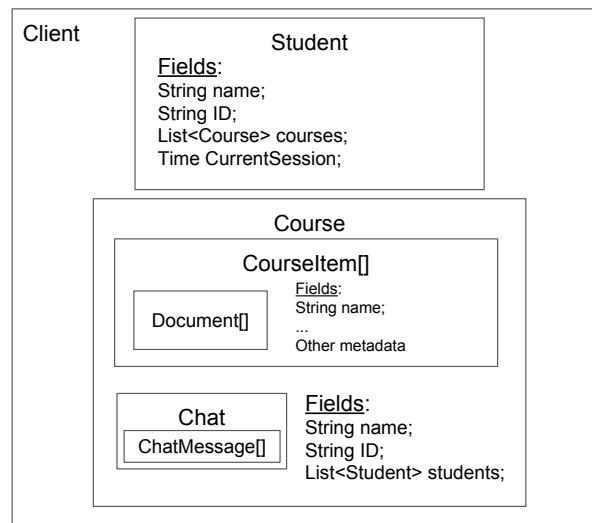 Client
Student
Fields:
String name;
String ID;
List<Course> courses;
Time CurrentSession;
Course
CourseItem[]
Document[]
Fields:
String name;
...
Other metadata
Chat
ChatMessage[]
Fields:
String name;
String ID;
List<Student> students;